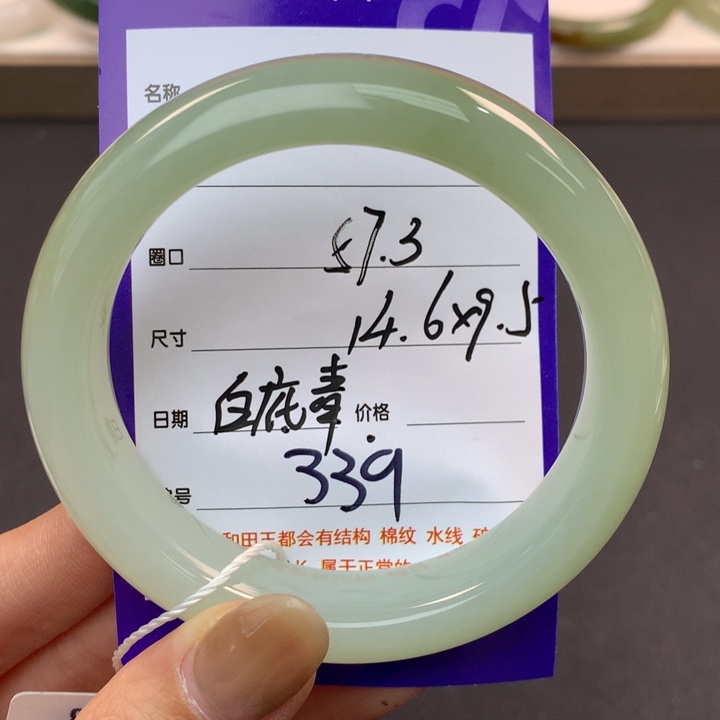 名称
圈口 57.3
尺寸 14.6x9.5
日期 白底青 价格
号 339
和田玉都会有结构 棉纹 水线
属于正常的